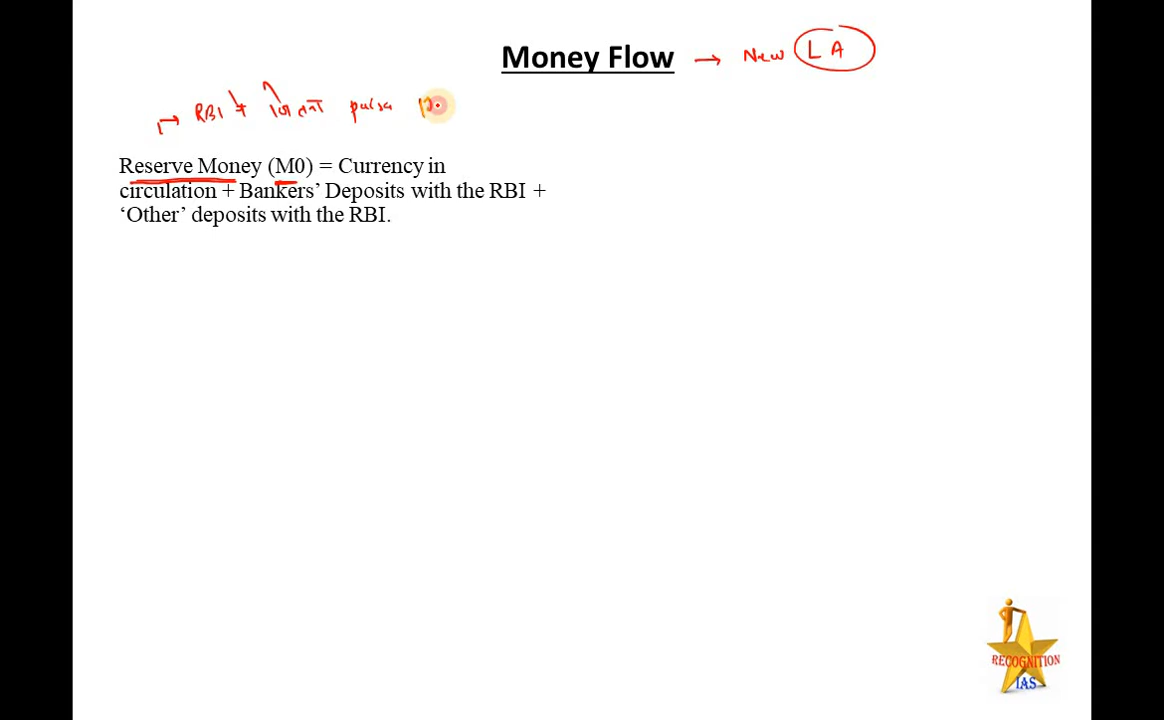 Money Flow → New LA
→ RBI pulsa
Reserve Money (M0) = Currency in
circulation + Bankers’ Deposits with the RBI +
‘Other’ deposits with the RBI.
RECOGNITION
IAS